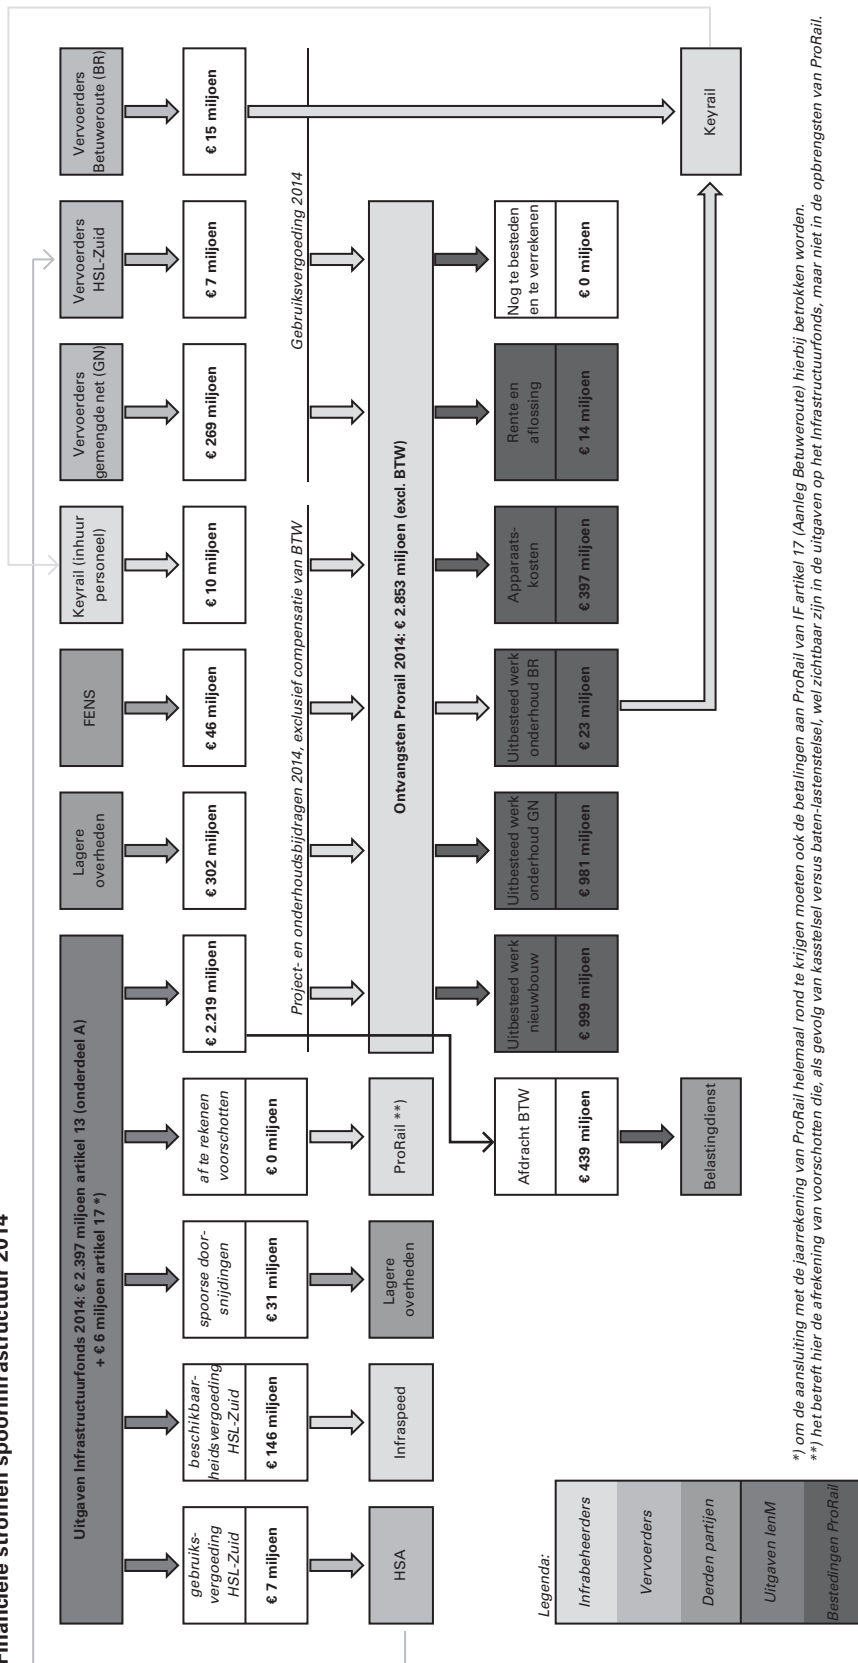 Financiële stromen spoorinfrastructuur 2014
Uitgaven Infrastructuurfonds 2014: € 2.397 miljoen artikel 13 (onderdeel A)
+ € 6 miljoen artikel 17 *)
Lagere
overheden
FENS
Keyrail (inhuur
personeel)
Vervoerders
gemengde net (GN)
Vervoerders
HSL-Zuid
Vervoerders
Betuweroute (BR)
gebruiks-
vergoeding
HSL-Zuid
€ 7 miljoen
beschikbaar-
heidsvergoeding
HSL-Zuid
€ 146 miljoen
spoorse door-
snijdingen
€ 31 miljoen
af te rekenen
voorschotten
€ 0 miljoen
€ 2.219 miljoen
€ 302 miljoen
€ 46 miljoen
€ 10 miljoen
€ 269 miljoen
€ 7 miljoen
€ 15 miljoen
Project- en onderhoudsbijdragen 2014, exclusief compensatie van BTW
Gebruiksvergoeding 2014
HSA
Infraspeed
Lagere
overheden
ProRail **)
Ontvangsten Prorail 2014: € 2.853 miljoen (excl. BTW)
Afdracht BTW
€ 439 miljoen
Uitbesteed werk
nieuwbouw
€ 999 miljoen
Uitbesteed werk
onderhoud GN
€ 981 miljoen
Uitbesteed werk
onderhoud BR
€ 23 miljoen
Apparaats-
kosten
€ 397 miljoen
Rente en
aflossing
€ 14 miljoen
Nog te besteden
en te verrekenen
€ 0 miljoen
Belastingdienst
Keyrail
Legenda:
Infrabeheerders
Vervoerders
Derden partijen
Uitgaven IenM
Bestedingen ProRail
*) om de aansluiting met de jaarrekening van ProRail helemaal rond te krijgen moeten ook de betalingen aan ProRail van IF artikel 17 (Aanleg Betuweroute) hierbij betrokken worden.
**) het betreft hier de afrekening van voorschotten die, als gevolg van kasstelsel versus baten-lastenstelsel, wel zichtbaar zijn in de uitgaven op het Infrastructuurfonds, maar niet in de opbrengsten van ProRail.